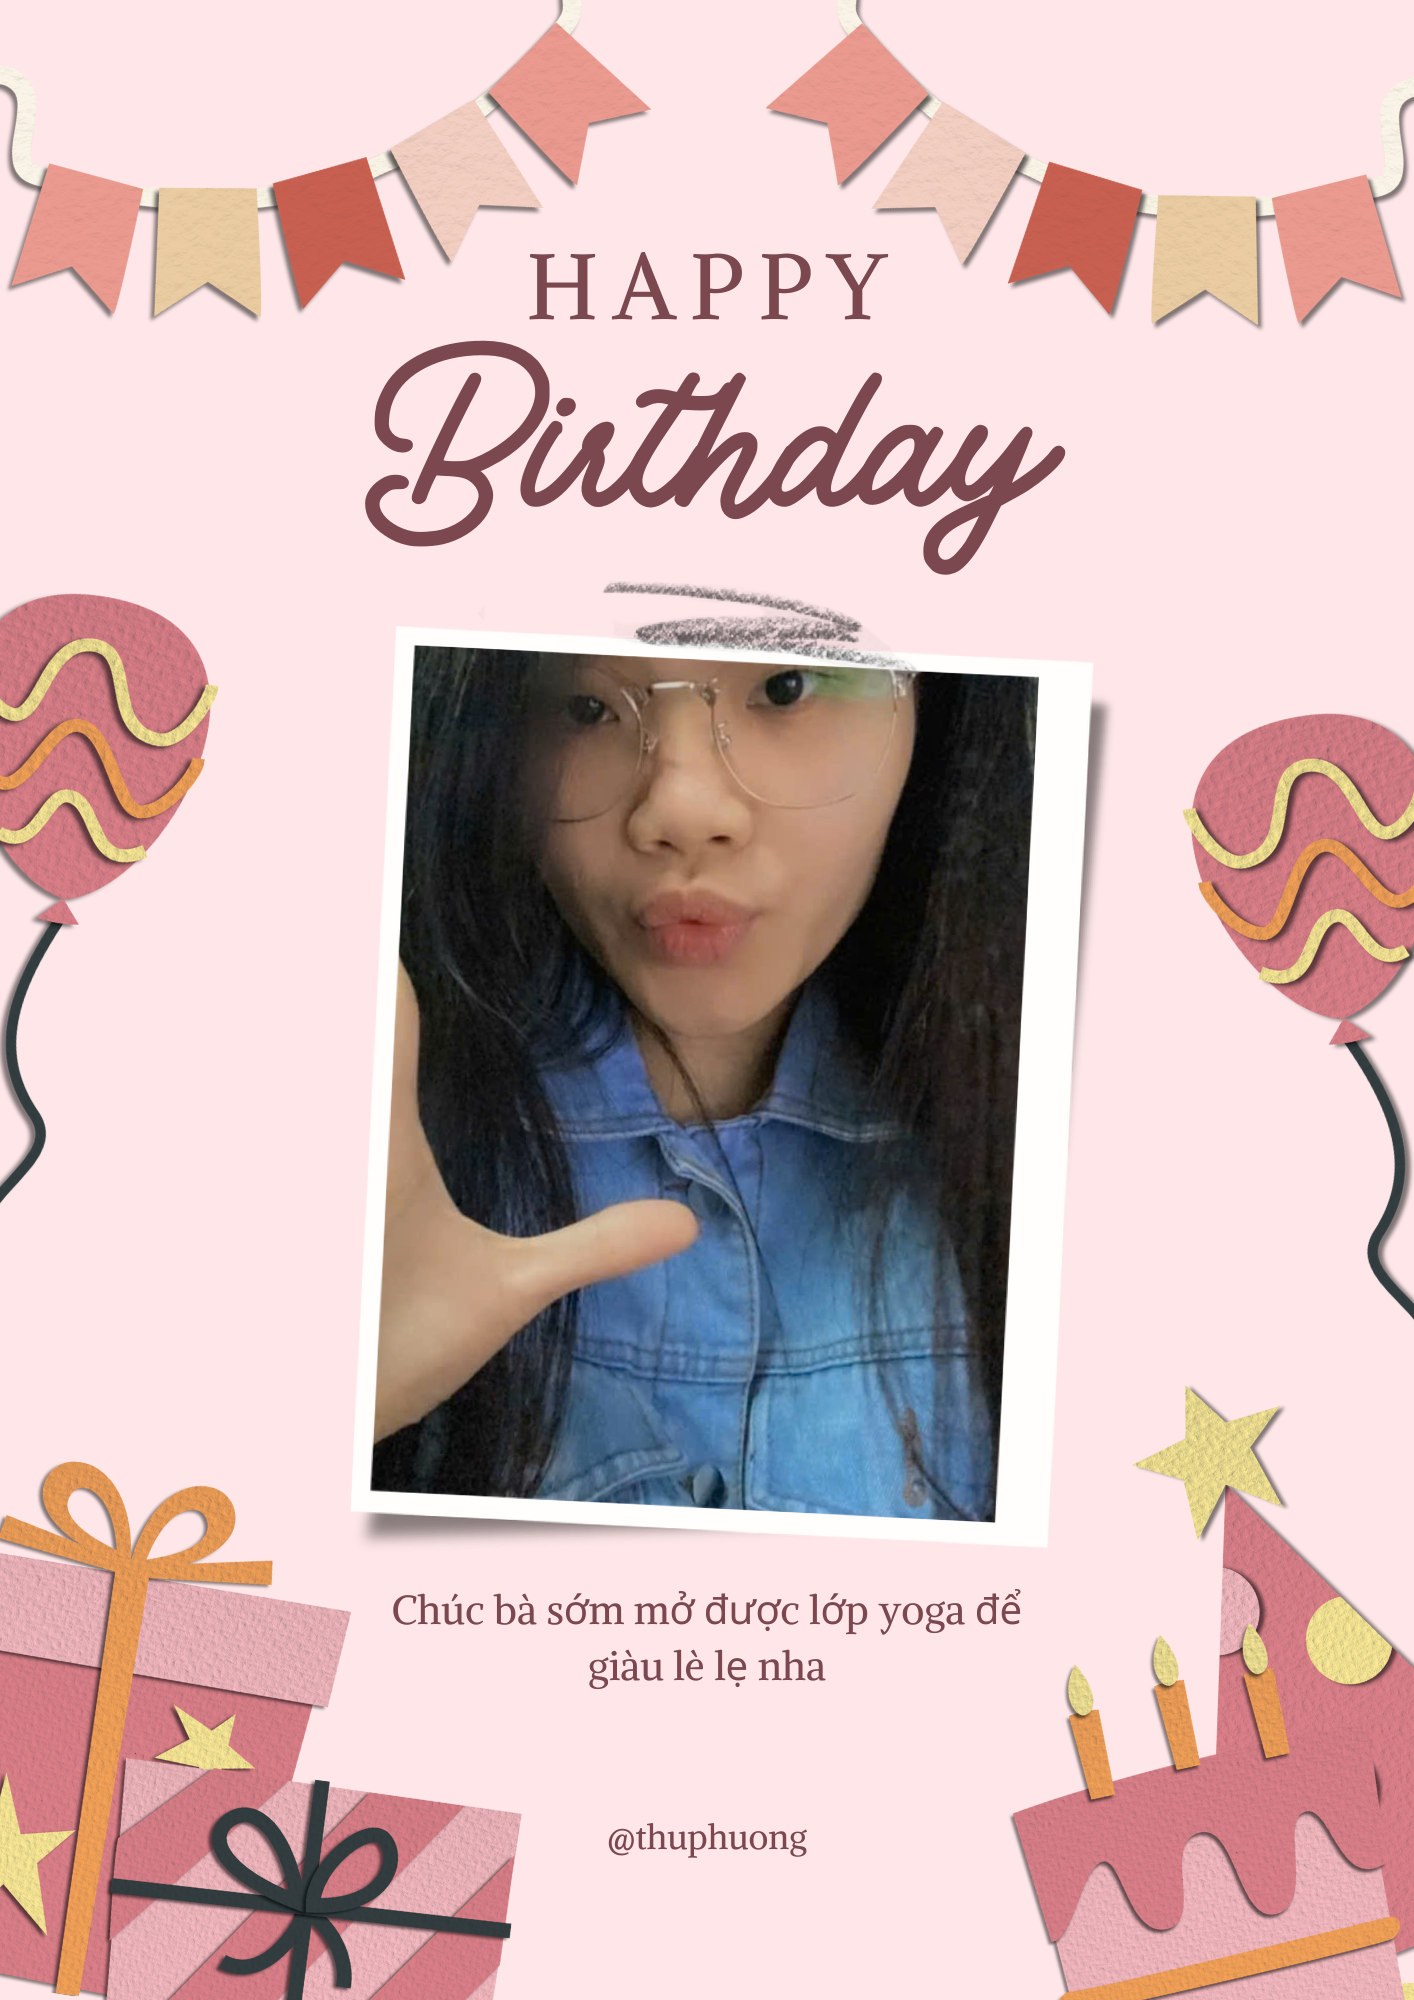 HAPPY
Birthday
Chúc bà sớm mở được lớp yoga để
giàu lè lẹ nha
@thuphuong